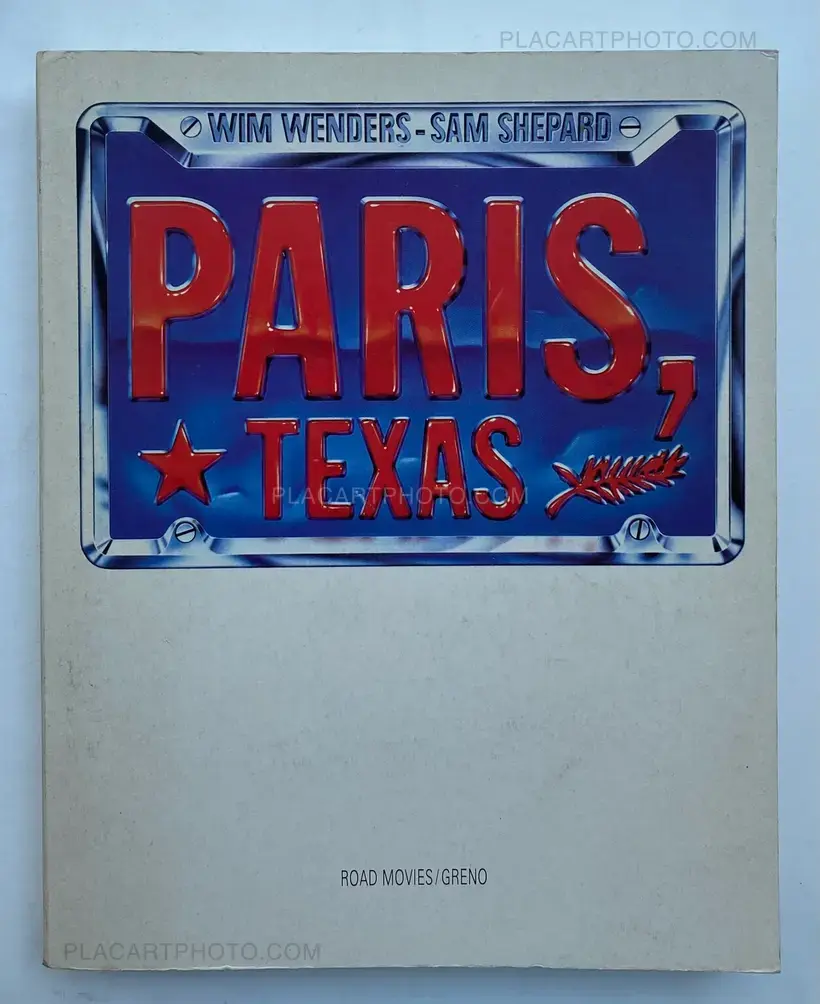 PLACARTPHOTO.COM
WIM WENDERS-SAM SHEPARD
PARIS,
TEXAS
PLACARTPHOTO.COM
ROAD MOVIES/GRENO
PLACARTPHOTO.COM